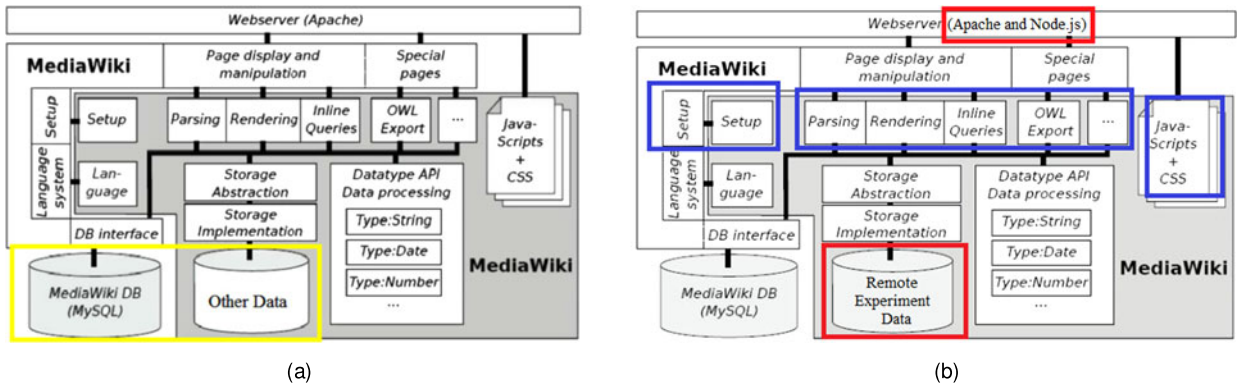 Webserver (Apache)
MediaWiki
Page display and
manipulation
Special
pages
Setup
Setup
Parsing
Rendering
Inline
Queries
OWL
Export
...
MediaWiki
Java-
Scripts
+
CSS
Language
system
Lan-
guage
Storage
Abstraction
Storage
Implementation
Datatype API
Data processing
Type:String
Type:Date
Type:Number
...
DB interface
MediaWiki
MediaWiki DB
(MySQL)
Other Data
(a)
Webserver (Apache and Node.js)
MediaWiki
Page display and
manipulation
Special
pages
Setup
Setup
Parsing
Rendering
Inline
Queries
OWL
Export
...
MediaWiki
Java-
Scripts
+
CSS
Language
system
Lan-
guage
Storage
Abstraction
Storage
Implementation
Datatype API
Data processing
Type:String
Type:Date
Type:Number
...
DB interface
MediaWiki
MediaWiki DB
(MySQL)
Remote
Experiment
Data
(b)